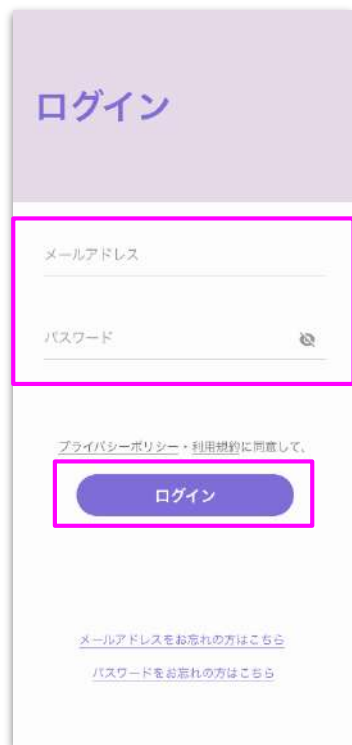 ログイン
メールアドレス
パスワード
プライバシーポリシー・利用規約に同意して、
ログイン
メールアドレスをお忘れの方はこちら
パスワードをお忘れの方はこちら